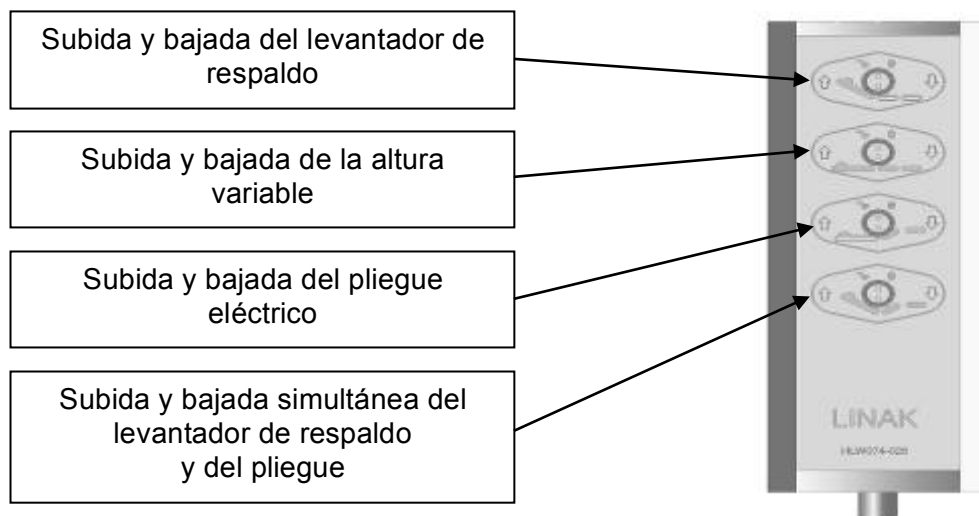 Subida y bajada del levantador de
respaldo
Subida y bajada de la altura
variable
Subida y bajada del pliegue
eléctrico
Subida y bajada simultánea del
levantador de respaldo
y del pliegue
LINAK